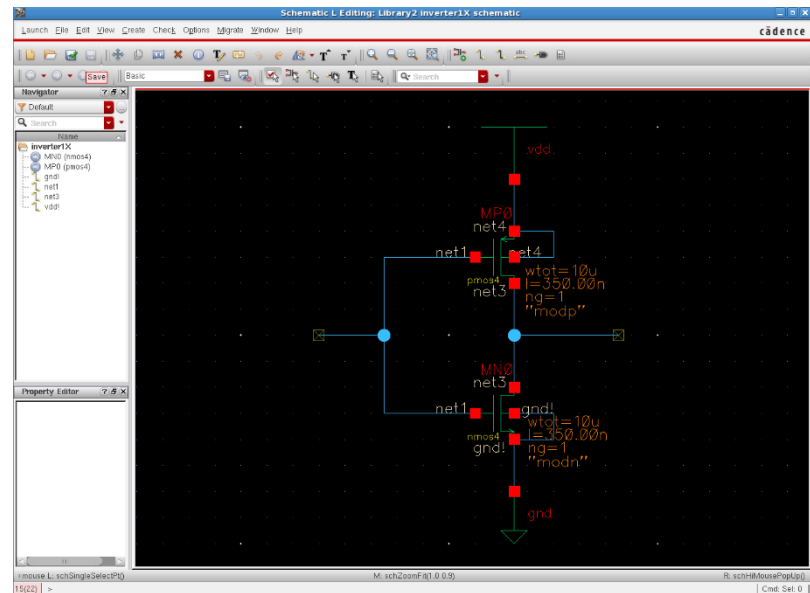 Schematic L Editing: Library2 inverter1X schematic
Launch File Edit View Create Check Options Migrate Window Help
cādence
Save
Basic
Search
Navigator
Default
Search
Name
inverter1X
MN0 (nmos4)
MP0 (pmos4)
gnd!
net1
net3
vdd!
Property Editor
vdd
MP0
net4
net1
net4
wtot=10u
pmos4
l=350.00n
net3
ng=1
"modp"
MN0
net3
net1
gnd!
wtot=10u
nmos4
l=350.00n
gnd!
ng=1
"modn"
gnd
mouse L: schSingleSelectPt()
M: schZoomFit(1.0 0.9)
R: schHiMousePopUp()
15(22)
>
Cmd: Sel: 0